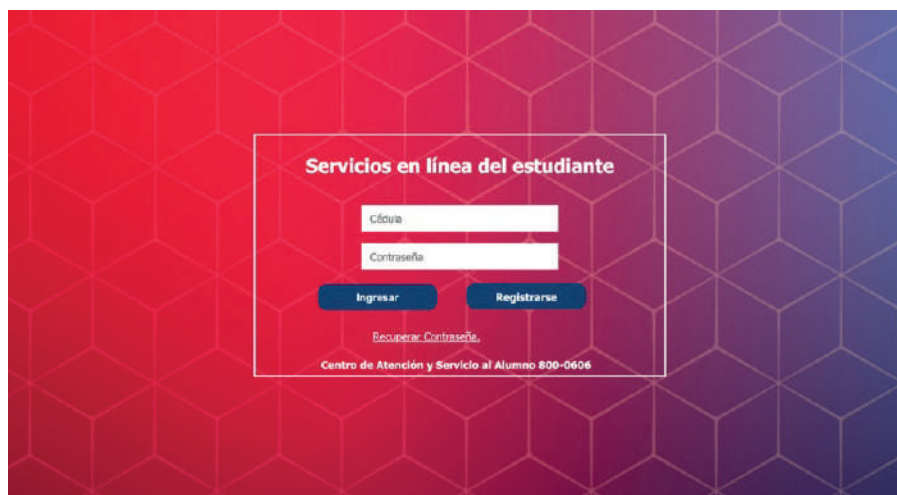 Servicios en línea del estudiante
Cédula
Contraseña
Ingresar
Registrarse
Recuperar Contraseña.
Centro de Atención y Servicio al Alumno 800-0606